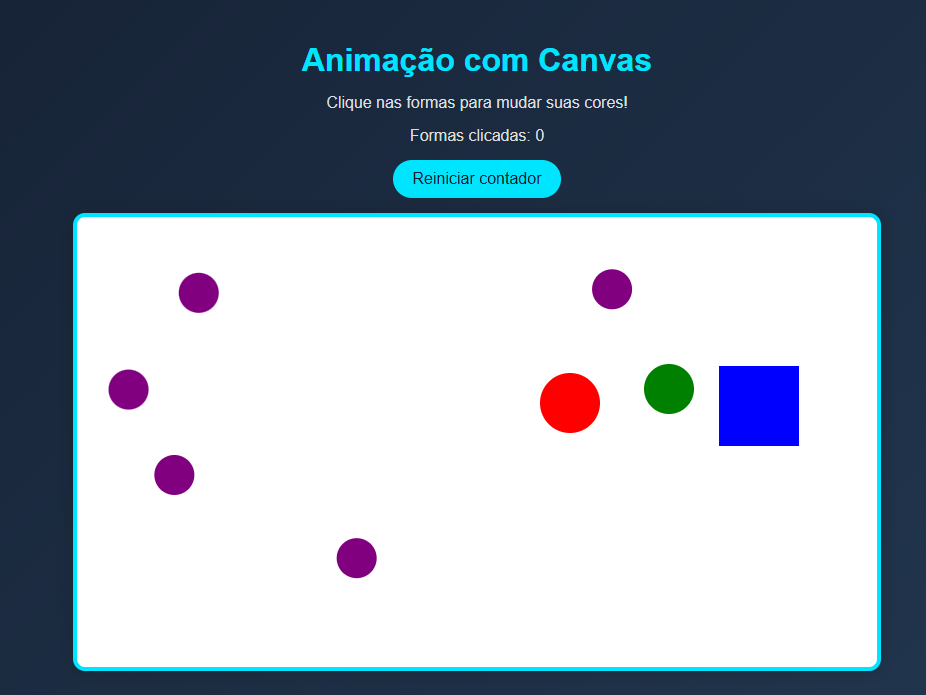 Animação com Canvas
Clique nas formas para mudar suas cores!
Formas clicadas: 0
Reiniciar contador